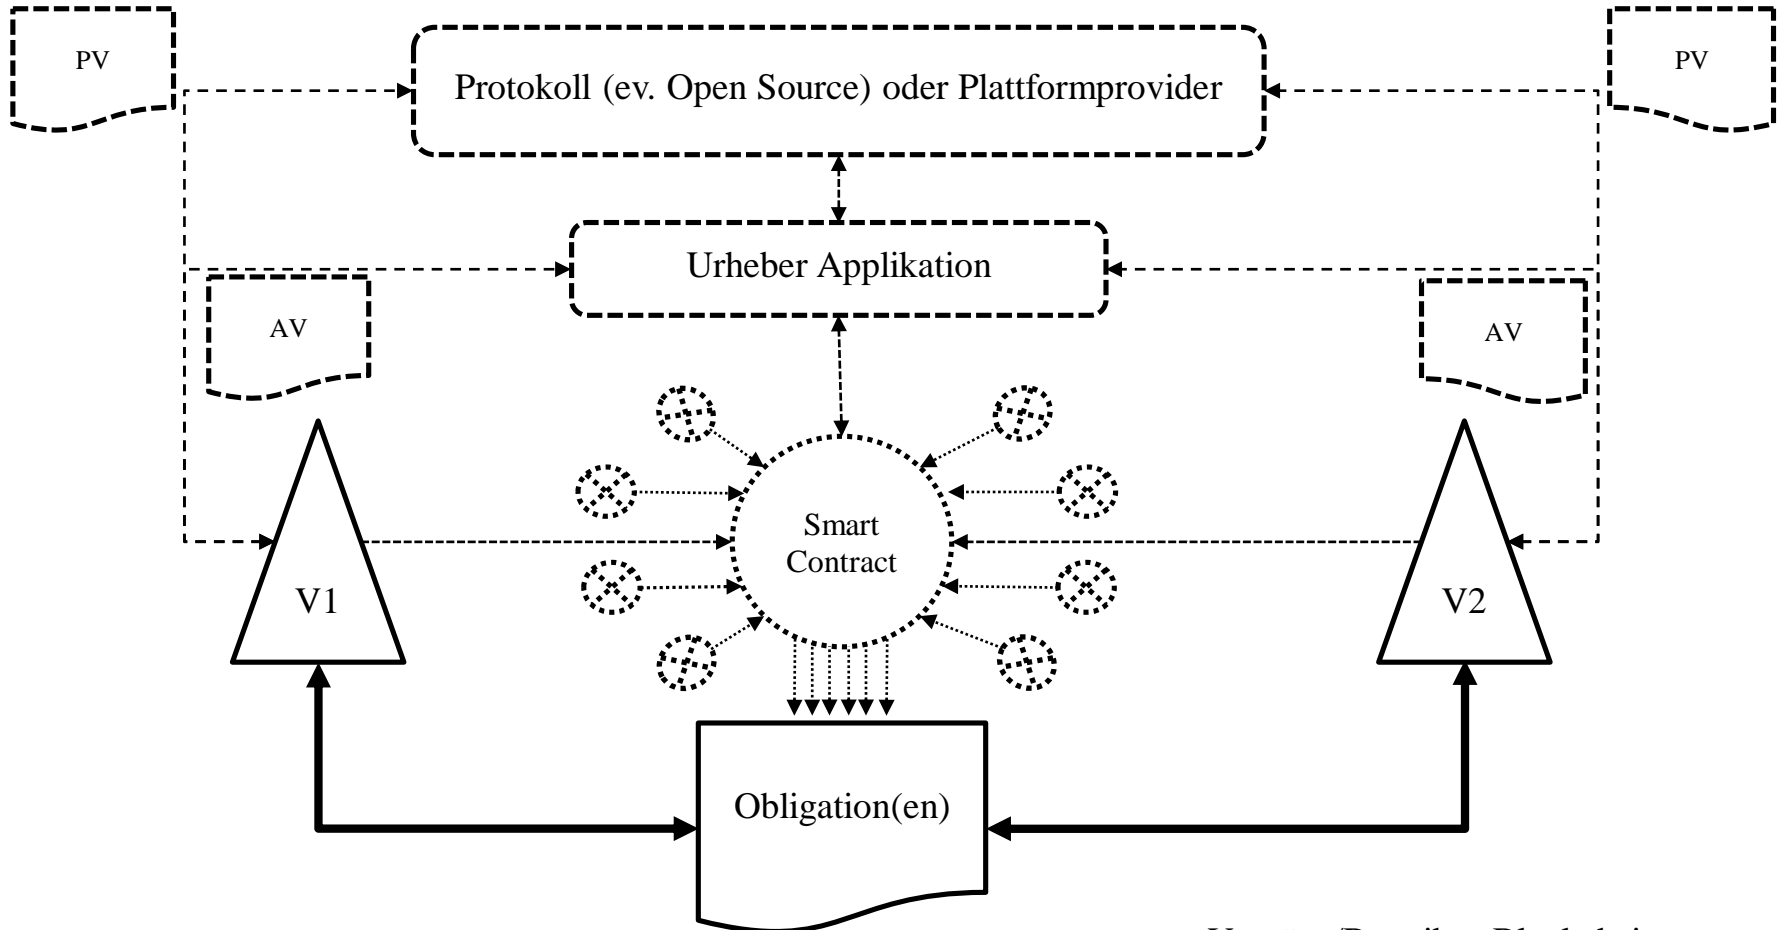 PV
PV
Protokoll (ev. Open Source) oder Plattformprovider
Urheber Applikation
AV
AV
Smart
Contract
V1
V2
Obligation(en)